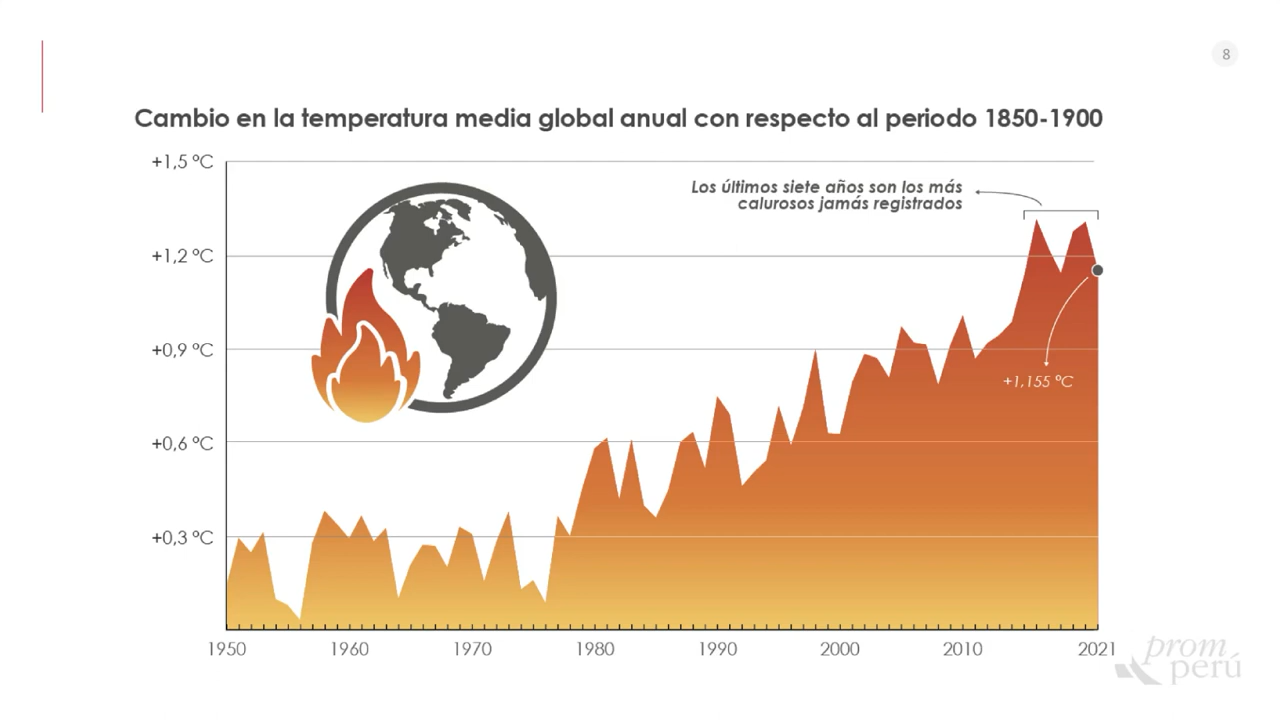 8
Cambio en la temperatura media global anual con respecto al periodo 1850-1900
+1,5 ºC
Los últimos siete años son los más
calurosos jamás registrados
+1,2 ºC
+0,9 ºC
+1,155 ºC
+0,6 ºC
+0,3 ºC
1950 1960 1970 1980 1990 2000 2010 2021
prom
perú